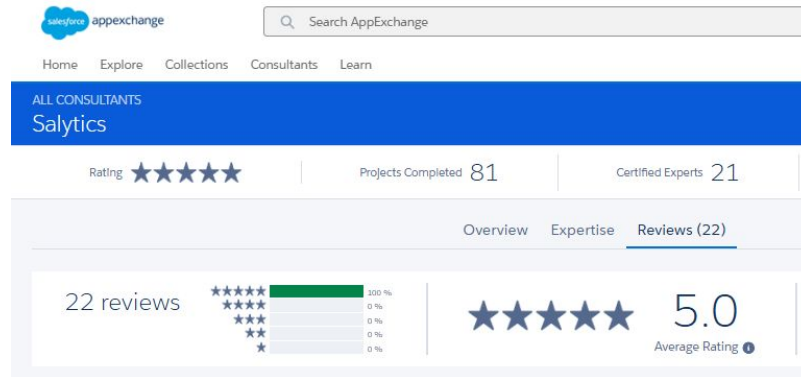 salesforce appexchange
Search AppExchange
Home Explore Collections Consultants Learn
ALL CONSULTANTS
Salytics
Rating
Projects Completed 81
Certified Experts 21
Overview Expertise Reviews (22)
22 reviews
100 %
0 %
0 %
0 %
0 %
5.0
Average Rating